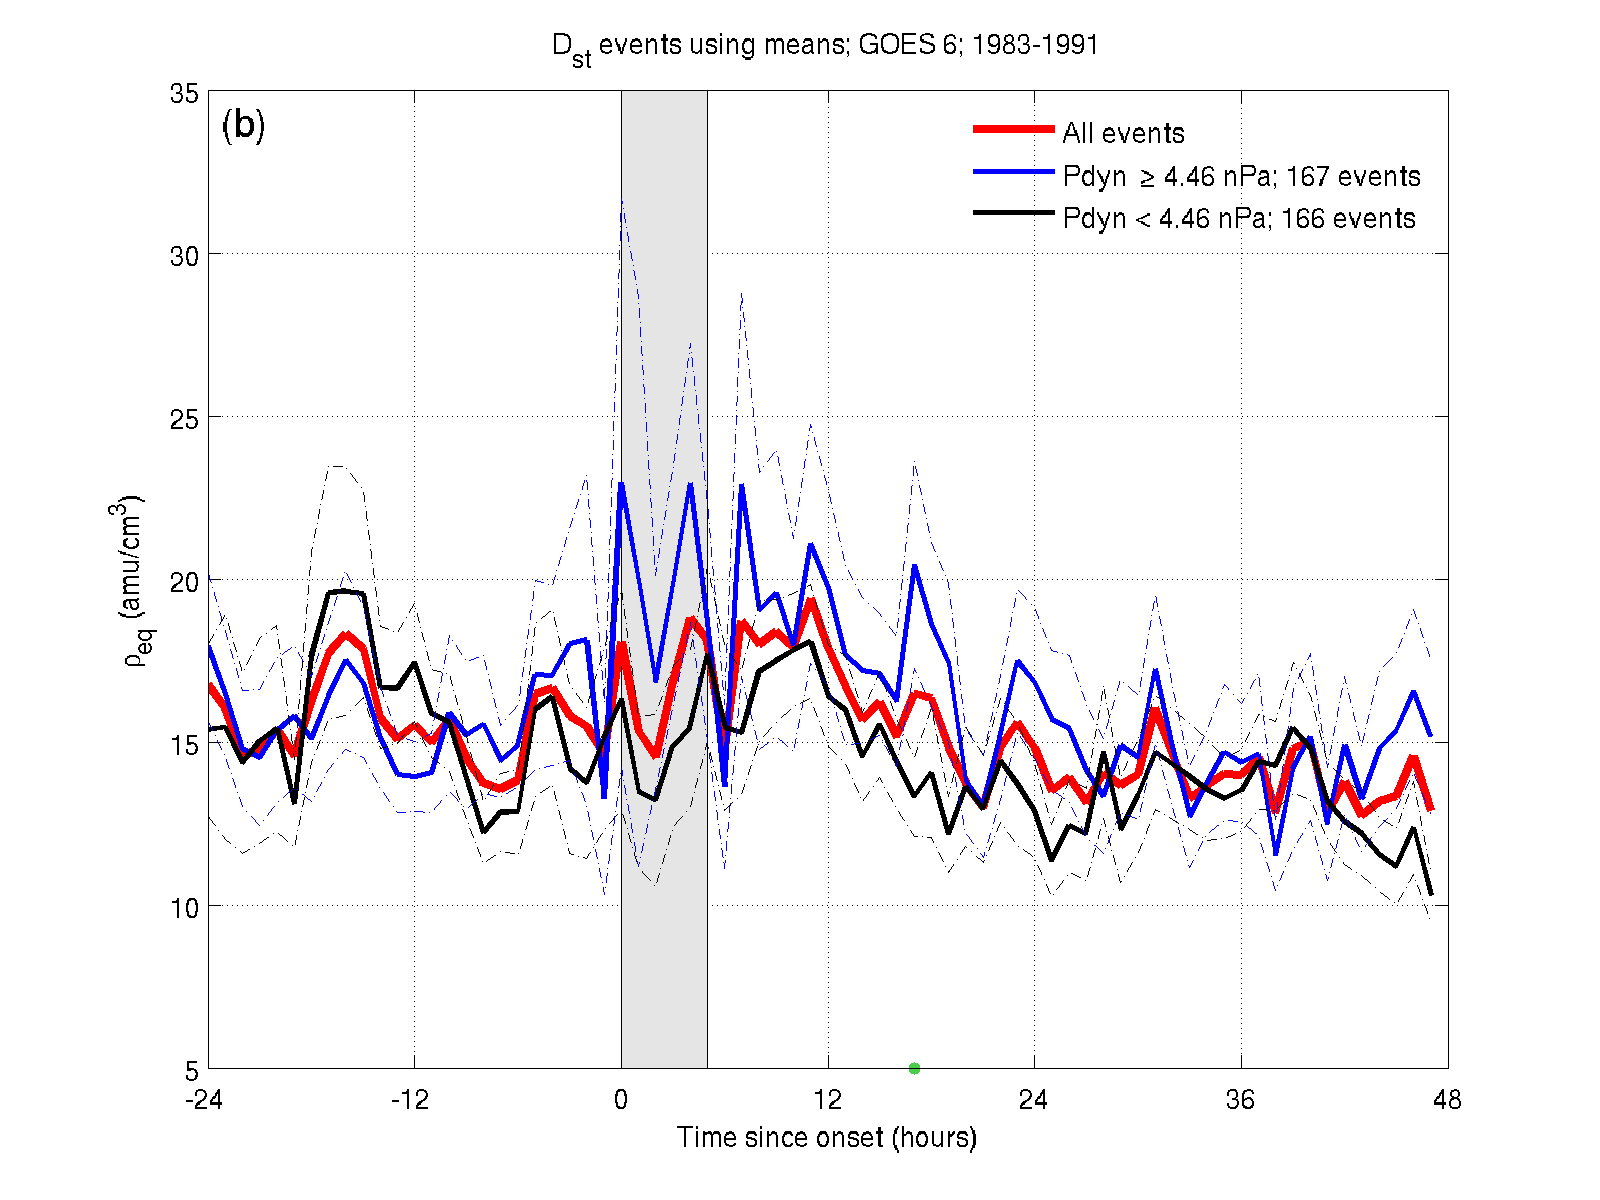 D_st events using means; GOES 6; 1983-1991
(b)
All events
Pdyn ≥ 4.46 nPa; 167 events
Pdyn < 4.46 nPa; 166 events
35
30
25
20
15
10
5
ρ_eq (amu/cm³)
-24 -12 0 12 24 36 48
Time since onset (hours)